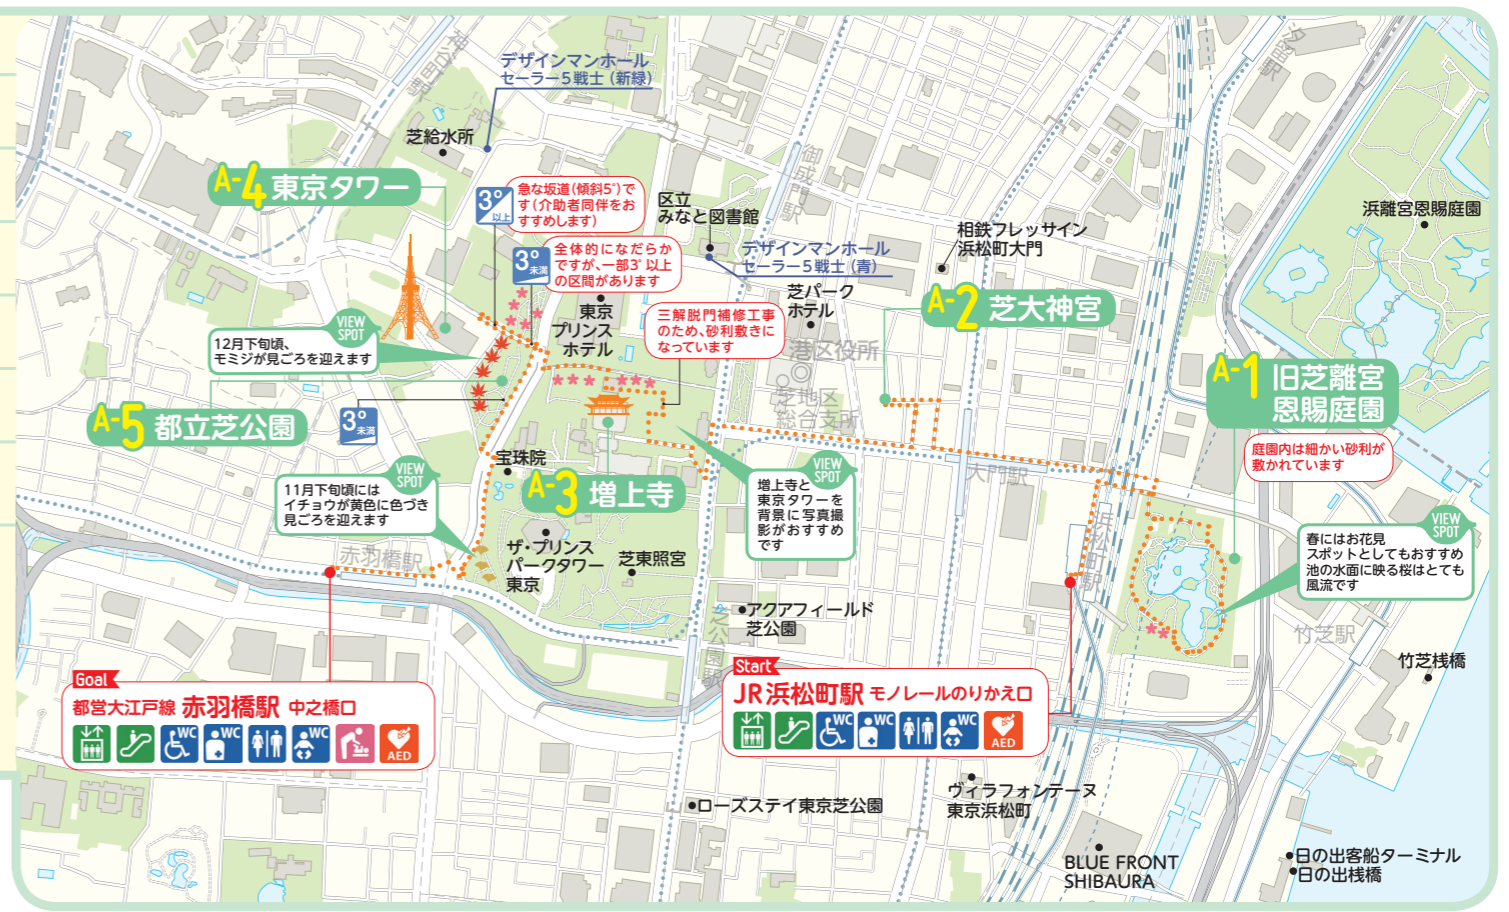 デザインマンホール
セーラー5戦士（新緑）
神谷町駅
芝給水所
A-4 東京タワー
3°以上
急な坂道(傾斜5°)で
す(介助者同伴をお
すすめします)
3°未満
全体的になだらか
ですが、一部3°以上
の区間があります
区立
みなと図書館
デザインマンホール
セーラー5戦士（青）
御成門駅
相鉄フレッサイン
浜松町大門
汐留駅
浜離宮恩賜庭園
東京
プリンス
ホテル
三解脱門補修工事
のため、砂利敷きに
なっています
芝パーク
ホテル
港区役所
芝地区
総合支所
A-2 芝大神宮
A-1 旧芝離宮
恩賜庭園
庭園内は細かい砂利が
敷かれています
VIEW
SPOT
12月下旬頃、
モミジが見ごろを迎えます
A-5 都立芝公園
3°未満
VIEW
SPOT
11月下旬頃には
イチョウが黄色に色づき
見ごろを迎えます
宝珠院
A-3 増上寺
VIEW
SPOT
増上寺と
東京タワーを
背景に写真撮
影がおすすめ
です
大門駅
浜松町駅
VIEW
SPOT
春にはお花見
スポットとしてもおすすめ
池の水面に映る桜はとても
風流です
赤羽橋駅
ザ・プリンス
パークタワー
東京
芝東照宮
アクアフィールド
芝公園
芝公園駅
竹芝駅
竹芝桟橋
Goal
都営大江戸線 赤羽橋駅 中之橋口
WC
WC
WC
AED
Start
JR浜松町駅 モノレールのりかえ口
WC
WC
WC
AED
ローズステイ東京芝公園
ヴィラフォンテーヌ
東京浜松町
BLUE FRONT
SHIBAURA
日の出客船ターミナル
日の出桟橋